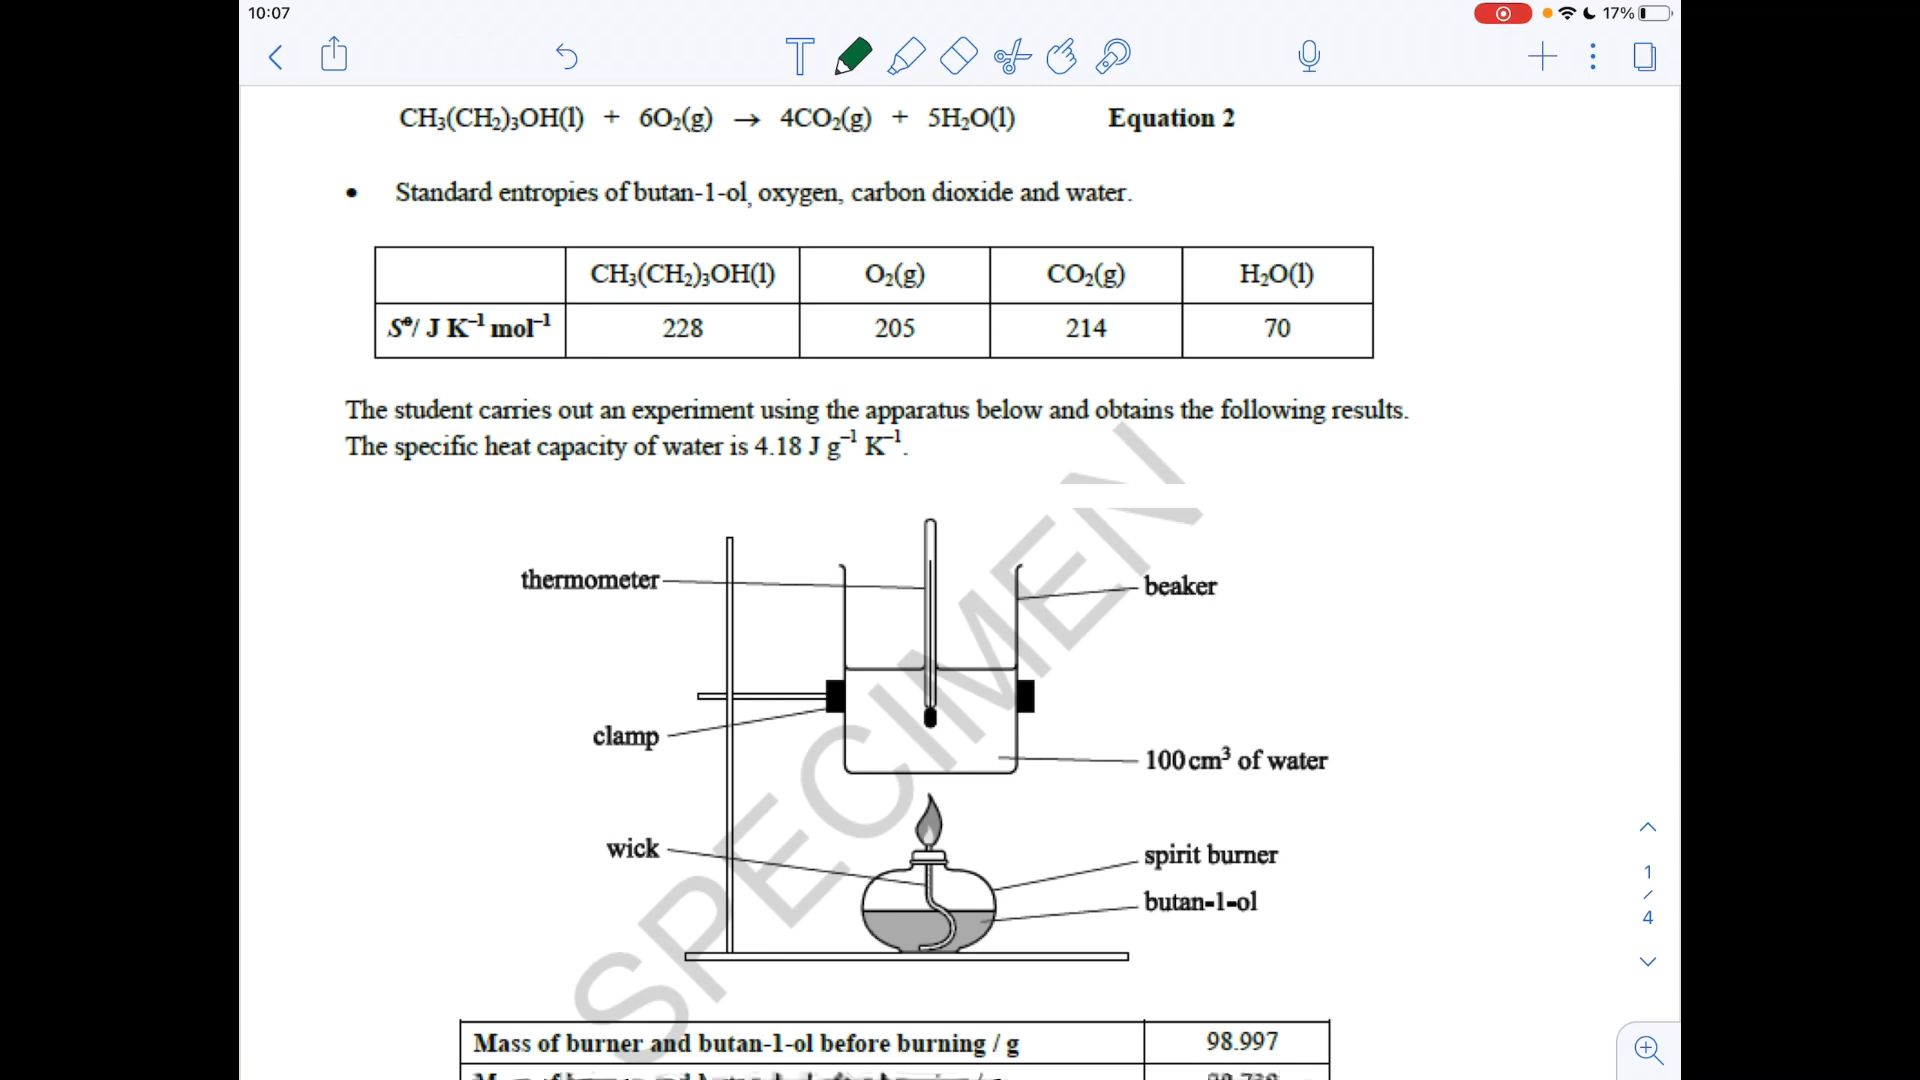 10:07
17%
CH₃(CH₂)₃OH(l) + 6O₂(g) → 4CO₂(g) + 5H₂O(l) Equation 2
• Standard entropies of butan-1-ol, oxygen, carbon dioxide and water.
CH₃(CH₂)₃OH(l) O₂(g) CO₂(g) H₂O(l)
S⦵/ J K⁻¹ mol⁻¹ 228 205 214 70
The student carries out an experiment using the apparatus below and obtains the following results.
The specific heat capacity of water is 4.18 J g⁻¹ K⁻¹.
thermometer
beaker
clamp
100 cm³ of water
wick
spirit burner
butan-1-ol
SPECIMEN
1
/
4
Mass of burner and butan-1-ol before burning / g 98.997